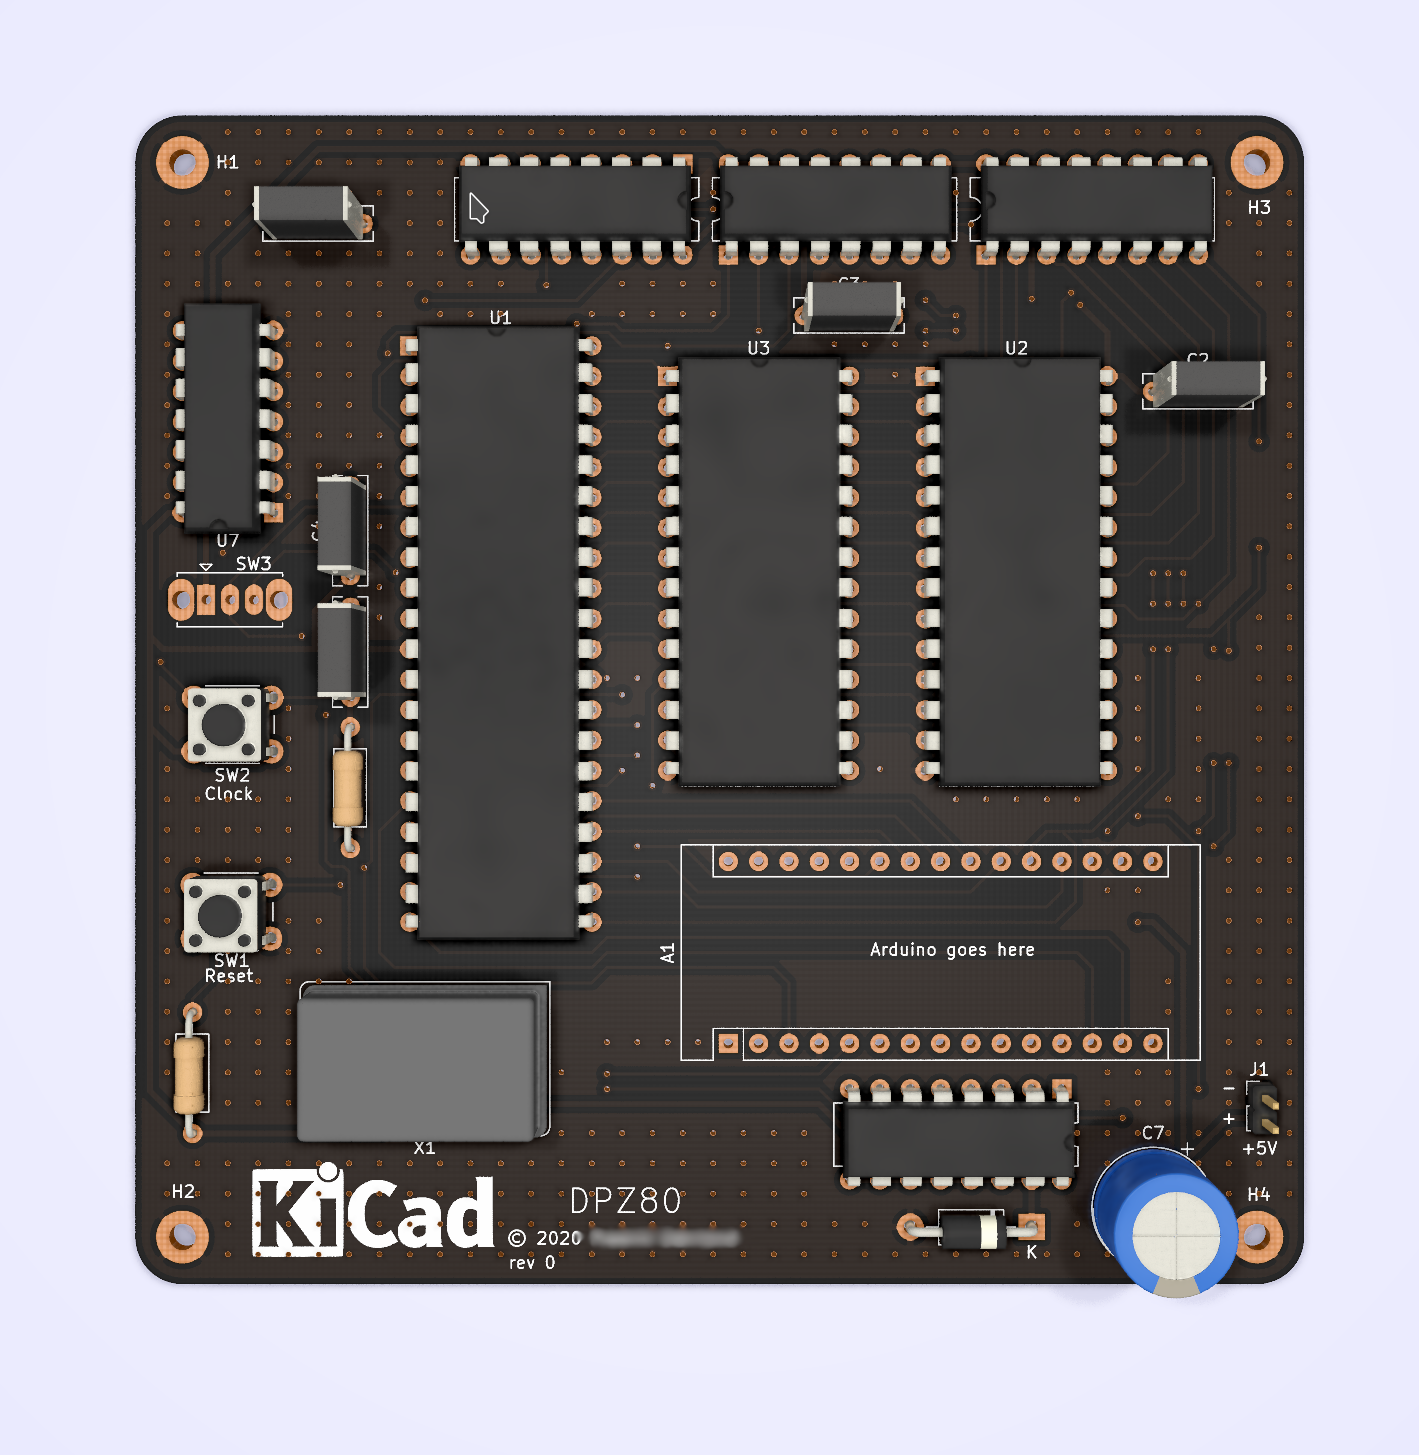 H1
H3
C3
U1
U3
U2
C2
U7
SW3
SW2
Clock
SW1
Reset
A1
Arduino goes here
J1
-
+
+5V
X1
C7
+
H2
H4
KiCad
DPZ80
© 2020
rev 0
K